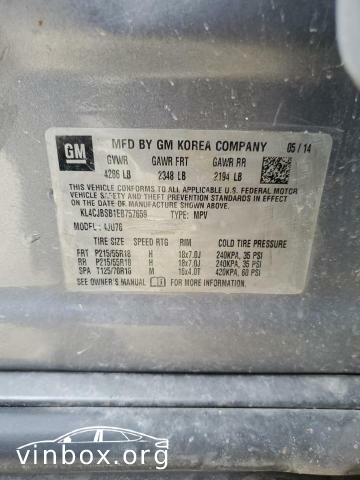 GM
MFD BY GM KOREA COMPANY 05/14
GVWR GAWR FRT GAWR RR
4286 LB 2348 LB 2194 LB
THIS VEHICLE CONFORMS TO ALL APPLICABLE U.S. FEDERAL MOTOR
VEHICLE SAFETY AND THEFT PREVENTION STANDARDS IN EFFECT
ON THE DATE OF MANUFACTURE SHOWN ABOVE.
KL4CJBSB1EB757658 TYPE: MPV
MODEL: 4JU76
TIRE SIZE SPEED RTG RIM COLD TIRE PRESSURE
FRT P215/55R18 H 18x7.0J 240KPA, 35 PSI
RR P215/55R18 H 18x7.0J 240KPA, 35 PSI
SPA T125/70R16 M 16x4.0T 420KPA, 60 PSI
SEE OWNER'S MANUAL FOR ADDITIONAL INFORMATION.
vinbox.org